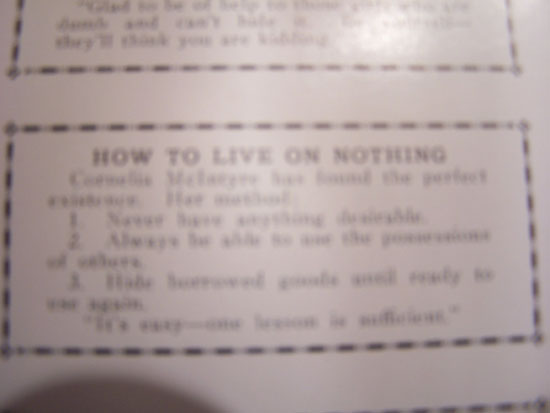 "Glad to be of help to those girls who are
dumb and can't hide it.
they'll think you are kidding.
HOW TO LIVE ON NOTHING
Cornelia McIntyre has found the perfect
existence. Her method:
1. Never have anything desirable.
2. Always be able to use the possessions
of others.
3. Hide borrowed goods until ready to
use again.
"It's easy—one lesson is sufficient."